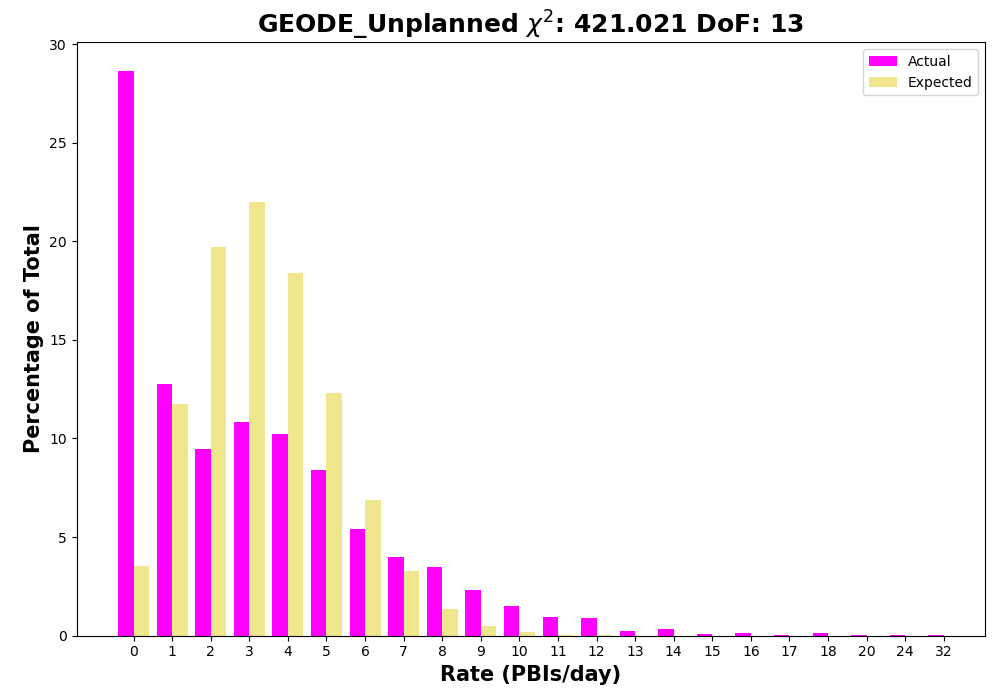 GEODE_Unplanned χ²: 421.021 DoF: 13
Actual
Expected
Percentage of Total
30
25
20
15
10
5
0
0 1 2 3 4 5 6 7 8 9 10 11 12 13 14 15 16 17 18 20 24 32
Rate (PBIs/day)